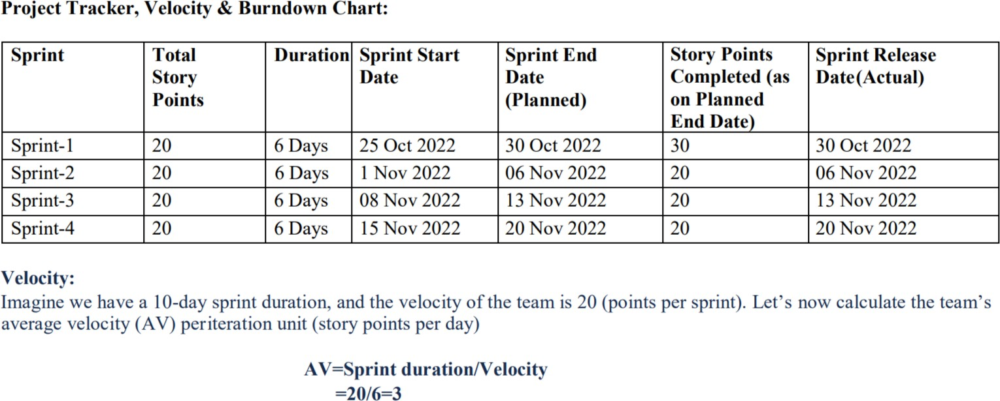 Project Tracker, Velocity & Burndown Chart:
Sprint Total Story Points Duration Sprint Start Date Sprint End Date (Planned) Story Points Completed (as on Planned End Date) Sprint Release Date(Actual)
Sprint-1 20 6 Days 25 Oct 2022 30 Oct 2022 30 30 Oct 2022
Sprint-2 20 6 Days 1 Nov 2022 06 Nov 2022 20 06 Nov 2022
Sprint-3 20 6 Days 08 Nov 2022 13 Nov 2022 20 13 Nov 2022
Sprint-4 20 6 Days 15 Nov 2022 20 Nov 2022 20 20 Nov 2022
Velocity:
Imagine we have a 10-day sprint duration, and the velocity of the team is 20 (points per sprint). Let’s now calculate the team’s
average velocity (AV) periteration unit (story points per day)
AV=Sprint duration/Velocity
=20/6=3